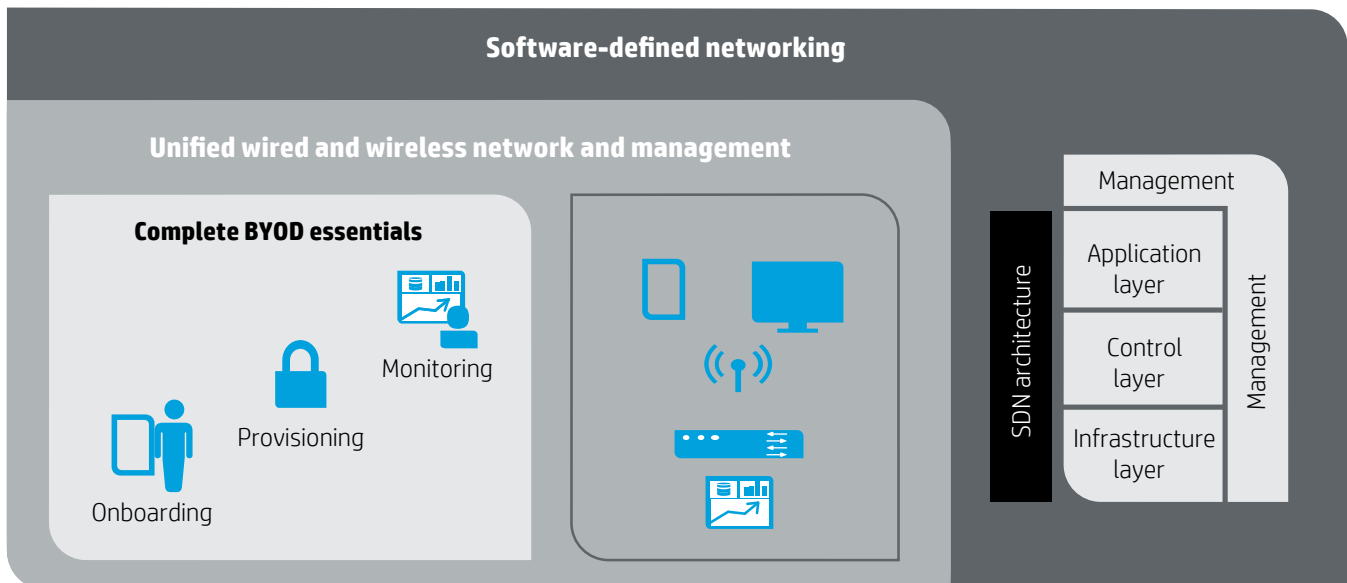 Software-defined networking
Unified wired and wireless network and management
Complete BYOD essentials
Monitoring
Provisioning
Onboarding
SDN architecture
Management
Application
layer
Control
layer
Infrastructure
layer
Management